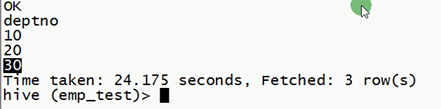 OK
deptno
10
20
30
Time taken: 24.175 seconds, Fetched: 3 row(s)
hive (emp_test)>